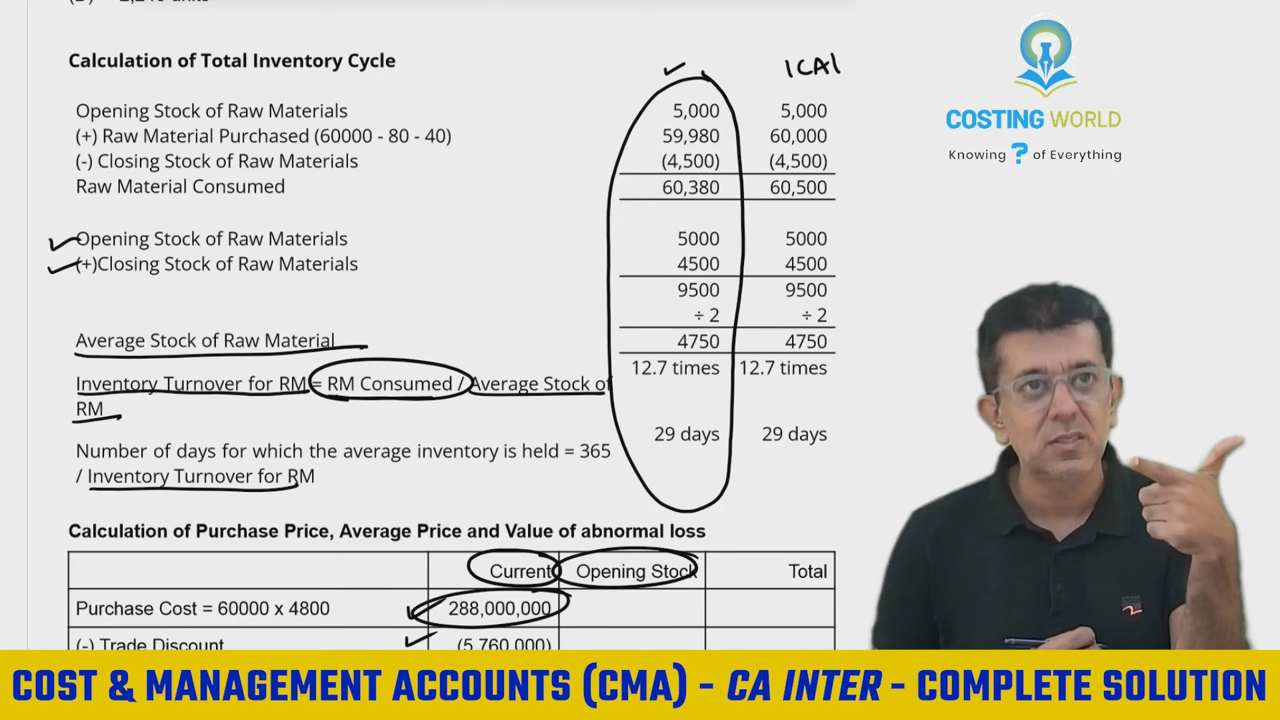 Calculation of Total Inventory Cycle
✓ ICAI
Opening Stock of Raw Materials 5,000 5,000
(+) Raw Material Purchased (60000 - 80 - 40) 59,980 60,000
(-) Closing Stock of Raw Materials (4,500) (4,500)
Raw Material Consumed 60,380 60,500
Opening Stock of Raw Materials 5000 5000
(+)Closing Stock of Raw Materials 4500 4500
9500 9500
÷ 2 ÷ 2
Average Stock of Raw Material 4750 4750
12.7 times 12.7 times
Inventory Turnover for RM = RM Consumed / Average Stock of
RM
29 days 29 days
Number of days for which the average inventory is held = 365
/ Inventory Turnover for RM
Calculation of Purchase Price, Average Price and Value of abnormal loss
Current Opening Stock Total
Purchase Cost = 60000 x 4800 288,000,000
(-) Trade Discount (5,760,000)
COSTING WORLD
Knowing ? of Everything
COST & MANAGEMENT ACCOUNTS (CMA) - CA INTER - COMPLETE SOLUTION